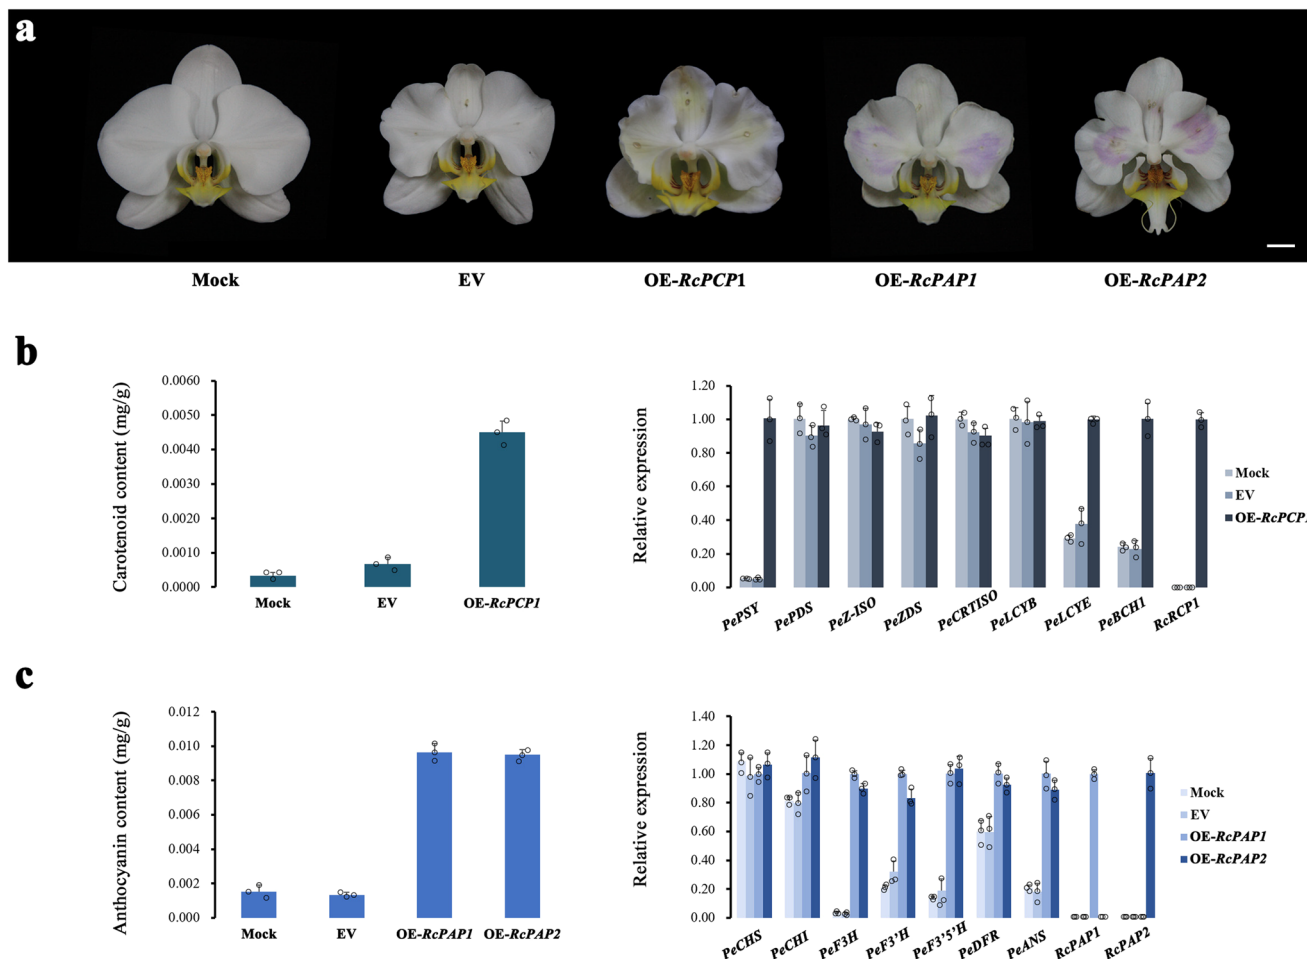 a
Mock EV OE-RcPCP1 OE-RcPAP1 OE-RcPAP2
b
Carotenoid content (mg/g)
0.0060
0.0050
0.0040
0.0030
0.0020
0.0010
0.0000
Mock EV OE-RcPCP1
Relative expression
1.20
1.00
0.80
0.60
0.40
0.20
0.00
PePSY PePDS PeZ-ISO PeZDS PeCRTISO PeLCYB PeLCYE PeBCH1 RcRCP1
Mock
EV
OE-RcPCP1
c
Anthocyanin content (mg/g)
0.012
0.010
0.008
0.006
0.004
0.002
0.000
Mock EV OE-RcPAP1 OE-RcPAP2
Relative expression
1.40
1.20
1.00
0.80
0.60
0.40
0.20
0.00
PeCHS PeCHI PeF3H PeF3'H PeF3'5'H PeDFR PeANS RcPAP1 RcPAP2
Mock
EV
OE-RcPAP1
OE-RcPAP2